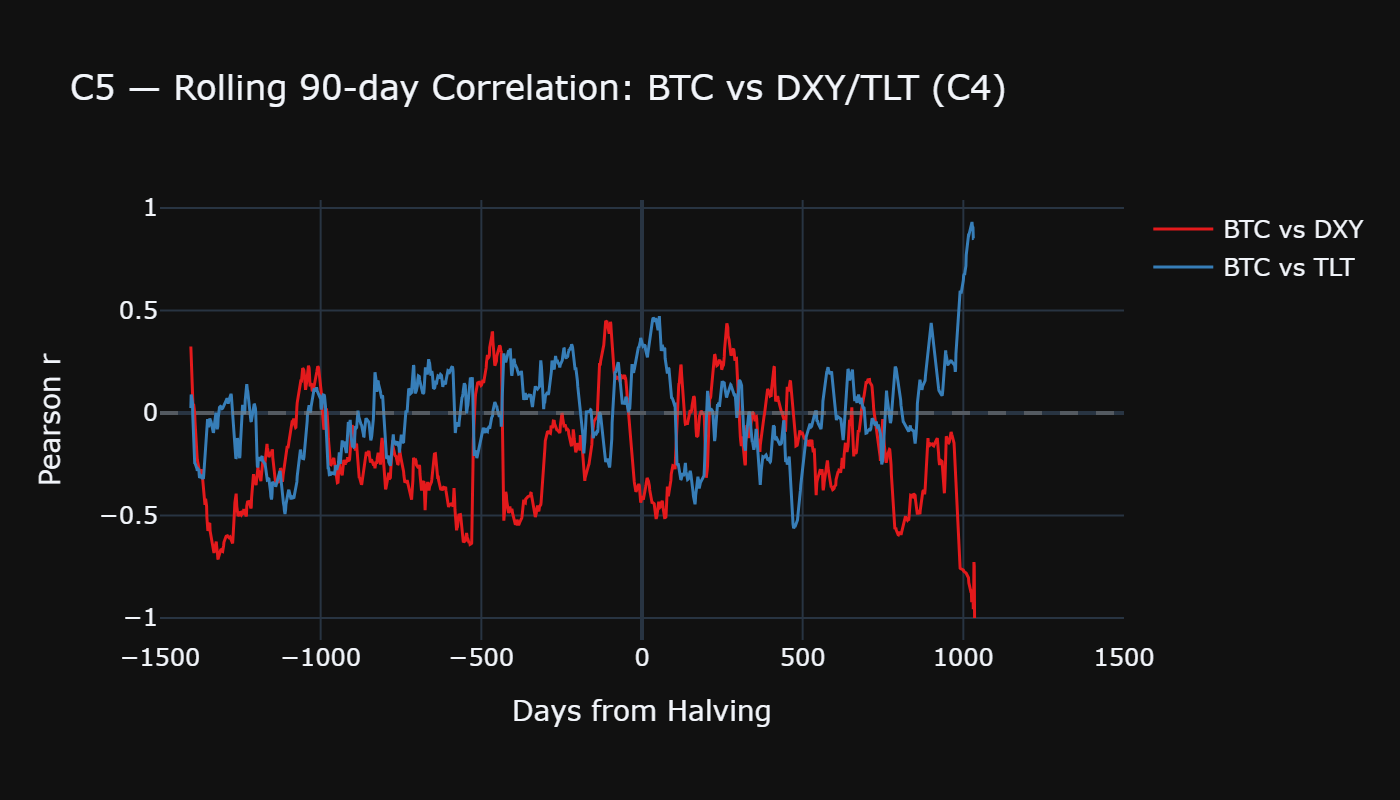 C5 — Rolling 90-day Correlation: BTC vs DXY/TLT (C4)
1
0.5
0
−0.5
−1
Pearson r
−1500
−1000
−500
0
500
1000
1500
Days from Halving
BTC vs DXY
BTC vs TLT